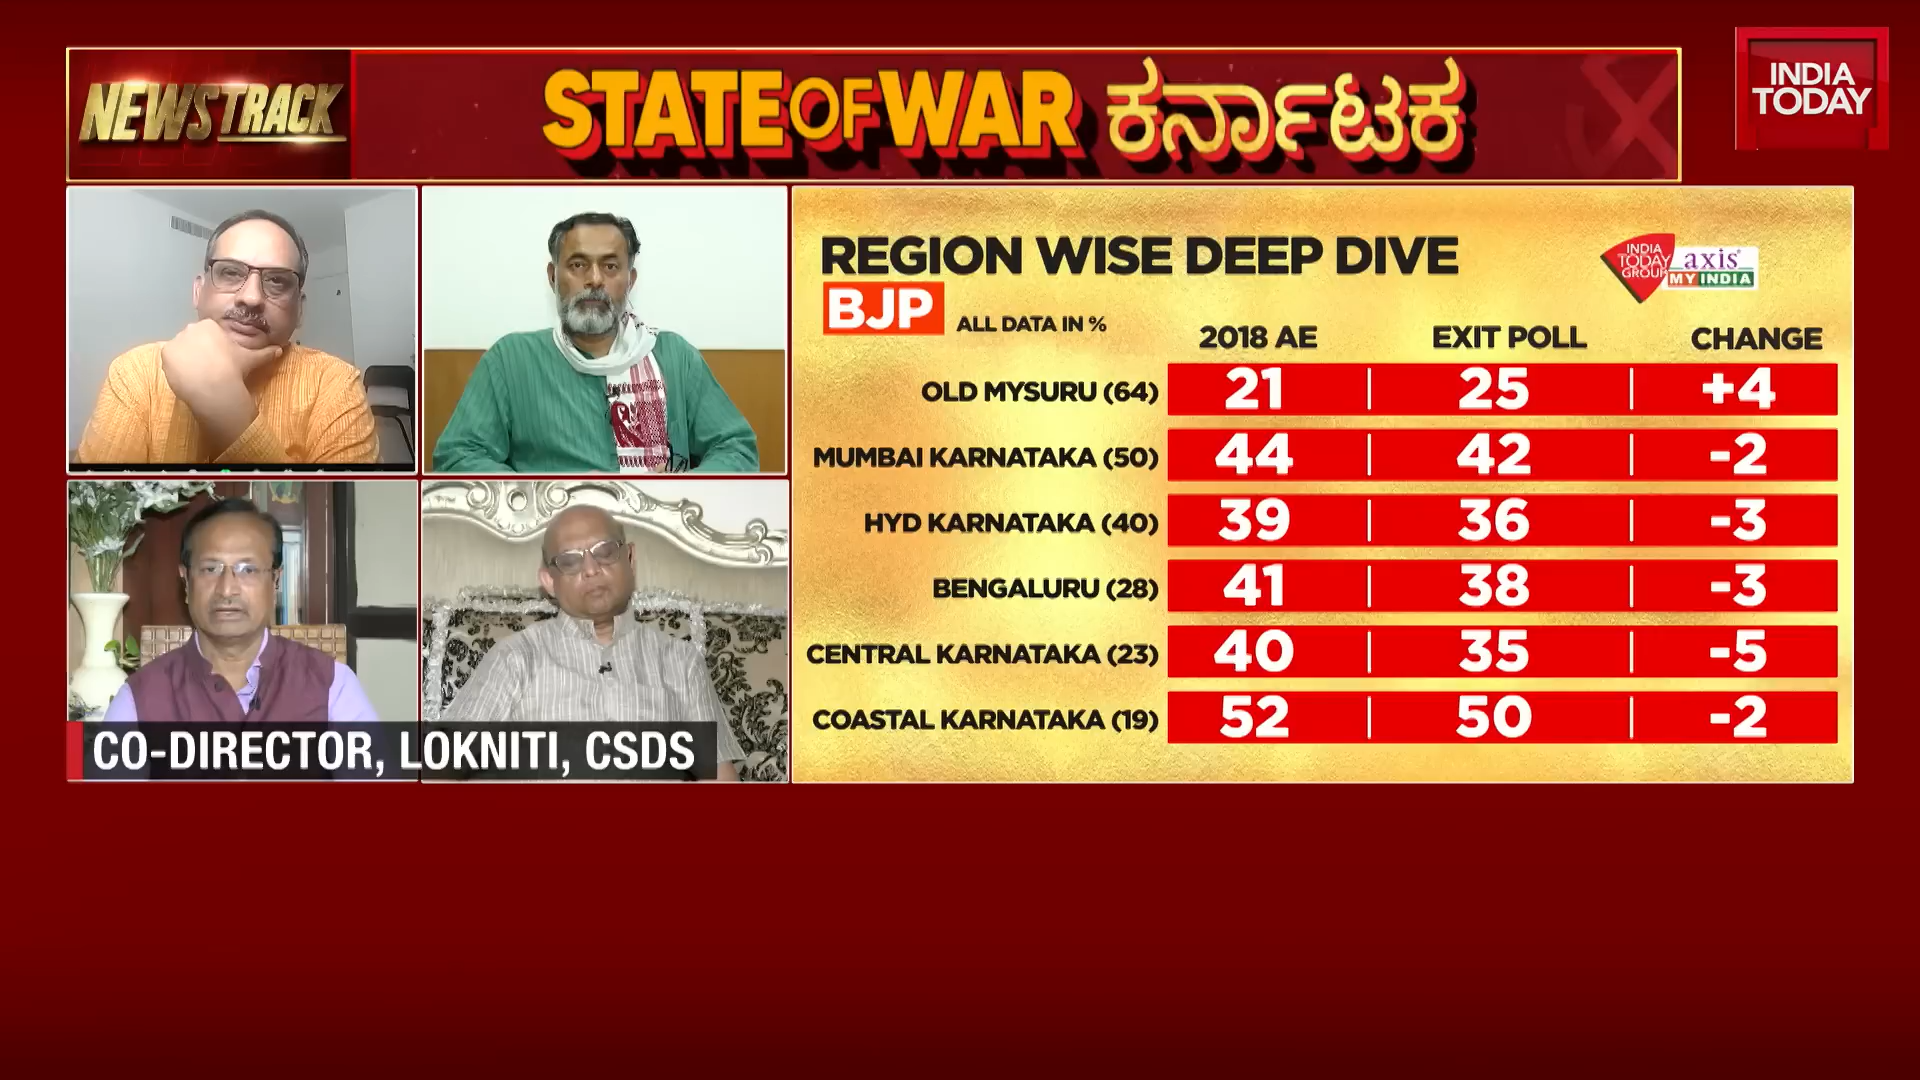 NEWSTRACK
STATE OF WAR ಕರ್ನಾಟಕ
INDIA
TODAY
REGION WISE DEEP DIVE
INDIA
TODAY
GROUP
axis
MY INDIA
BJP ALL DATA IN %
2018 AE EXIT POLL CHANGE
OLD MYSURU (64) 21 25 +4
MUMBAI KARNATAKA (50) 44 42 -2
HYD KARNATAKA (40) 39 36 -3
BENGALURU (28) 41 38 -3
CENTRAL KARNATAKA (23) 40 35 -5
COASTAL KARNATAKA (19) 52 50 -2
CO-DIRECTOR, LOKNITI, CSDS